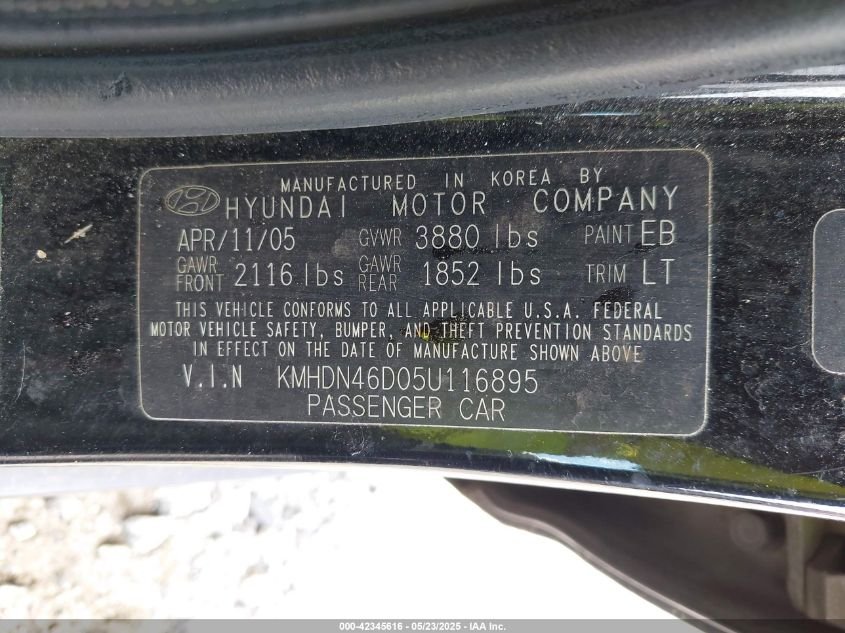 MANUFACTURED IN KOREA BY
HYUNDAI MOTOR COMPANY
APR/11/05 GVWR 3880 lbs PAINT EB
GAWR FRONT 2116 lbs GAWR REAR 1852 lbs TRIM LT
THIS VEHICLE CONFORMS TO ALL APPLICABLE U.S.A. FEDERAL
MOTOR VEHICLE SAFETY, BUMPER, AND THEFT PREVENTION STANDARDS
IN EFFECT ON THE DATE OF MANUFACTURE SHOWN ABOVE
V.I.N KMHDN46D05U116895
PASSENGER CAR
000-42345616 - 05/23/2025 - IAA Inc.